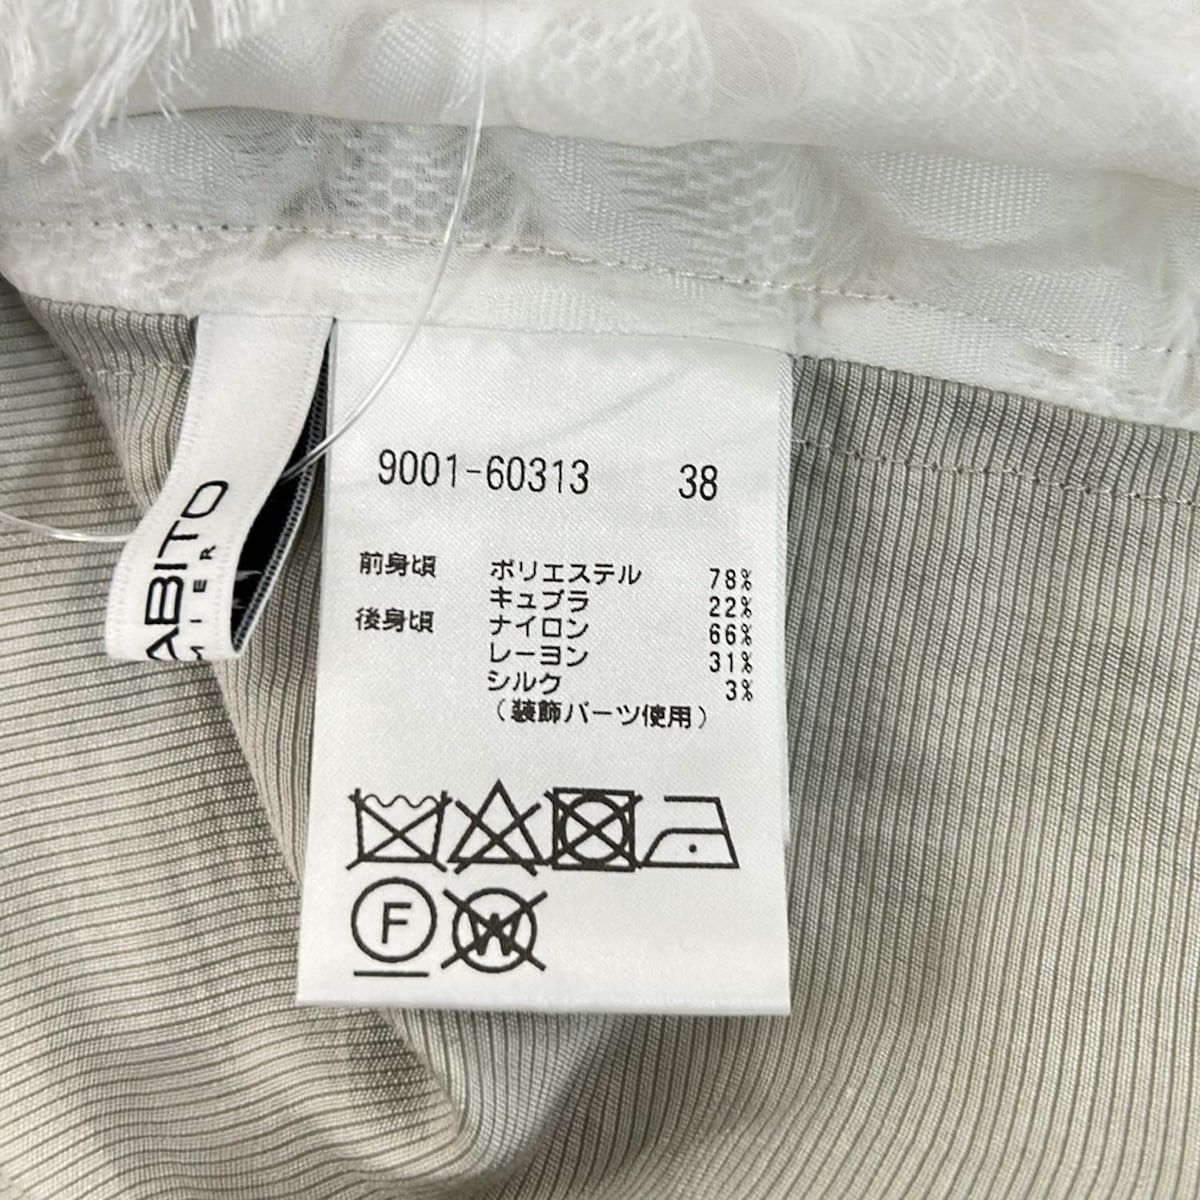 9001-60313 38
前身頃 ポリエステル 78%
キュプラ 22%
後身頃 ナイロン 66%
レーヨン 31%
シルク 3%
(装飾パーツ使用)
F
W
ABITO
MIER